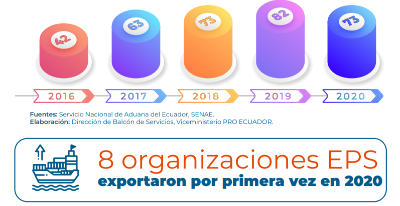 42 63 73 82 73
2016 2017 2018 2019 2020
Fuentes: Servicio Nacional de Aduana del Ecuador, SENAE.
Elaboración: Dirección de Balcón de Servicios, Viceministerio PRO ECUADOR.
8 organizaciones EPS
exportaron por primera vez en 2020